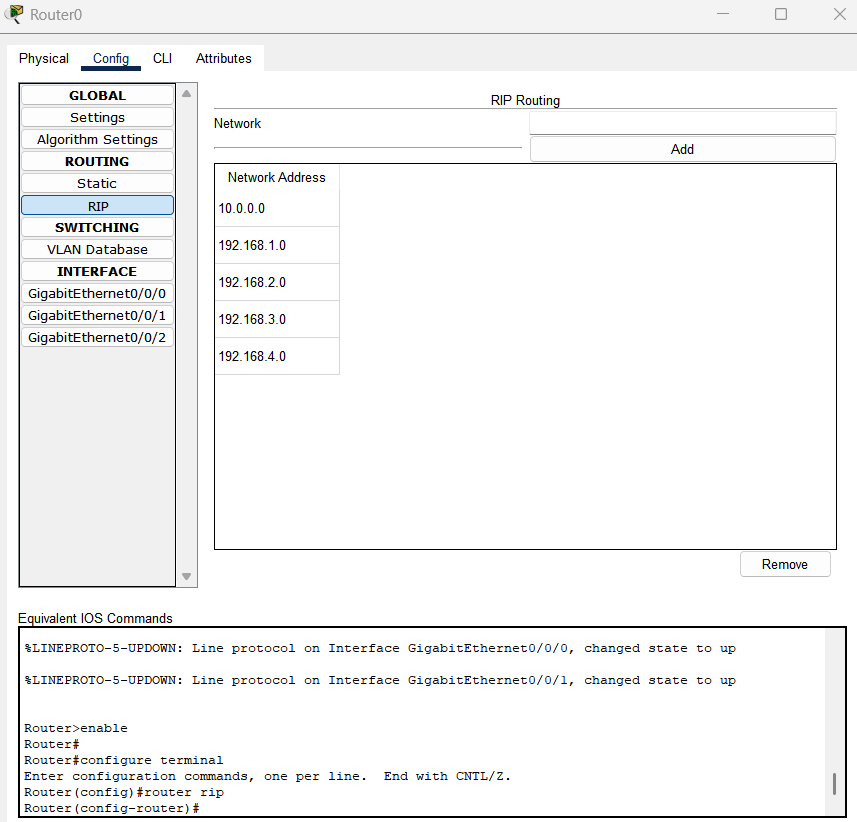 Router0
Physical Config CLI Attributes
GLOBAL
Settings
Algorithm Settings
ROUTING
Static
RIP
SWITCHING
VLAN Database
INTERFACE
GigabitEthernet0/0/0
GigabitEthernet0/0/1
GigabitEthernet0/0/2
RIP Routing
Network
Add
Network Address
10.0.0.0
192.168.1.0
192.168.2.0
192.168.3.0
192.168.4.0
Remove
Equivalent IOS Commands
%LINEPROTO-5-UPDOWN: Line protocol on Interface GigabitEthernet0/0/0, changed state to up
%LINEPROTO-5-UPDOWN: Line protocol on Interface GigabitEthernet0/0/1, changed state to up
Router>enable
Router#
Router#configure terminal
Enter configuration commands, one per line.  End with CNTL/Z.
Router(config)#router rip
Router(config-router)#